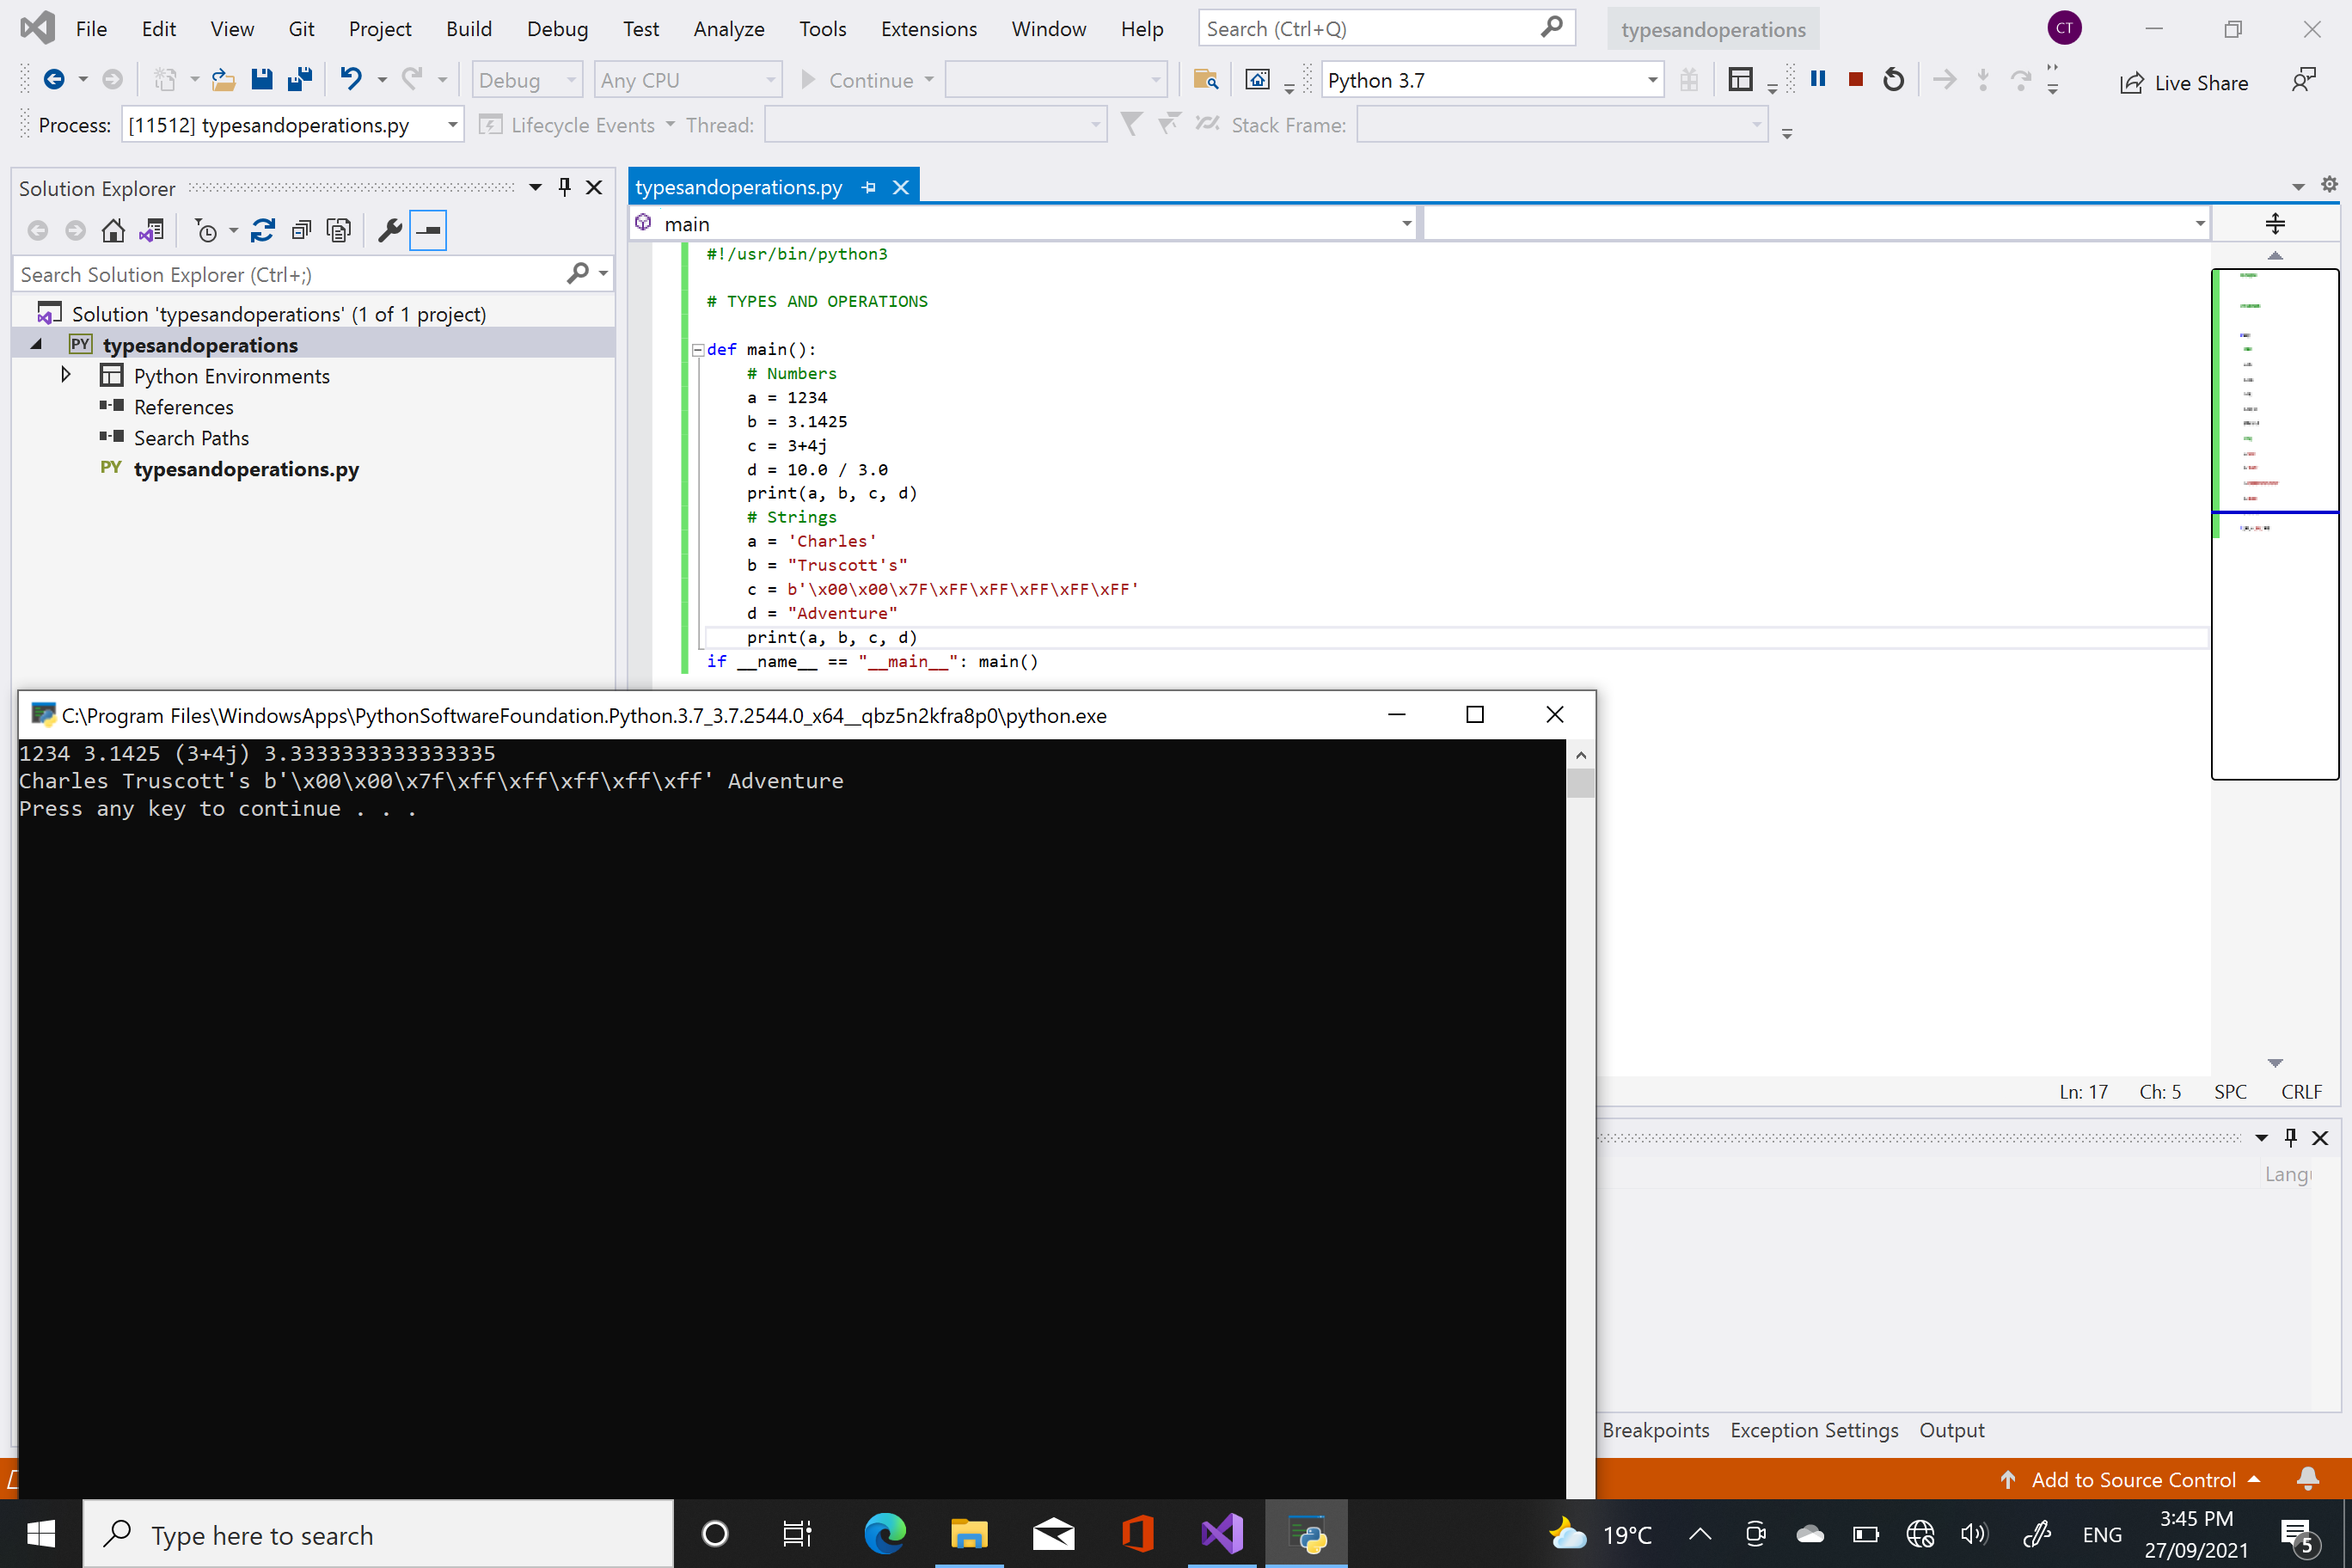 File Edit View Git Project Build Debug Test Analyze Tools Extensions Window Help Search (Ctrl+Q) typesandoperations CT
Debug Any CPU Continue Python 3.7 Live Share
Process: [11512] typesandoperations.py Lifecycle Events Thread: Stack Frame:
Solution Explorer
Search Solution Explorer (Ctrl+;)
Solution 'typesandoperations' (1 of 1 project)
PY typesandoperations
Python Environments
References
Search Paths
PY typesandoperations.py
typesandoperations.py
main
#!/usr/bin/python3
# TYPES AND OPERATIONS
def main():
# Numbers
a = 1234
b = 3.1425
c = 3+4j
d = 10.0 / 3.0
print(a, b, c, d)
# Strings
a = 'Charles'
b = "Truscott's"
c = b'\x00\x00\x7F\xFF\xFF\xFF\xFF\xFF'
d = "Adventure"
print(a, b, c, d)
if __name__ == "__main__": main()
C:\Program Files\WindowsApps\PythonSoftwareFoundation.Python.3.7_3.7.2544.0_x64__qbz5n2kfra8p0\python.exe
1234 3.1425 (3+4j) 3.3333333333333335
Charles Truscott's b'\x00\x00\x7f\xff\xff\xff\xff\xff' Adventure
Press any key to continue . . .
Ln: 17 Ch: 5 SPC CRLF
Breakpoints Exception Settings Output
Add to Source Control
Type here to search
19°C ENG
3:45 PM
27/09/2021
5